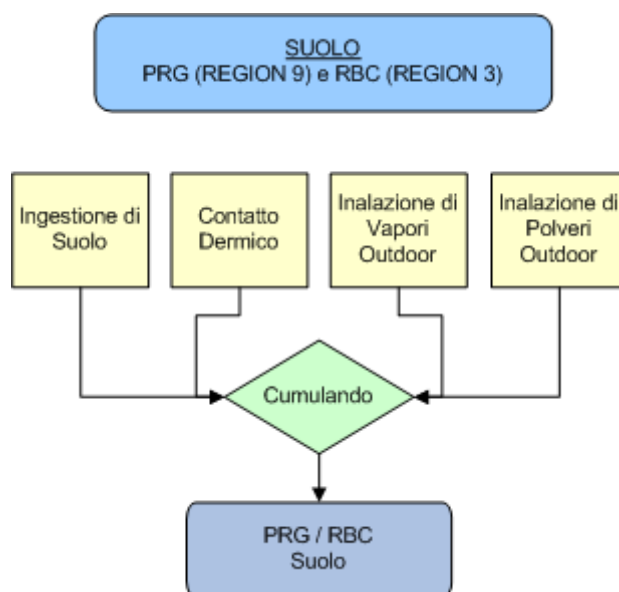 SUOLO
PRG (REGION 9) e RBC (REGION 3)
Ingestione di
Suolo
Contatto
Dermico
Inalazione di
Vapori
Outdoor
Inalazione di
Polveri
Outdoor
Cumulando
PRG / RBC
Suolo